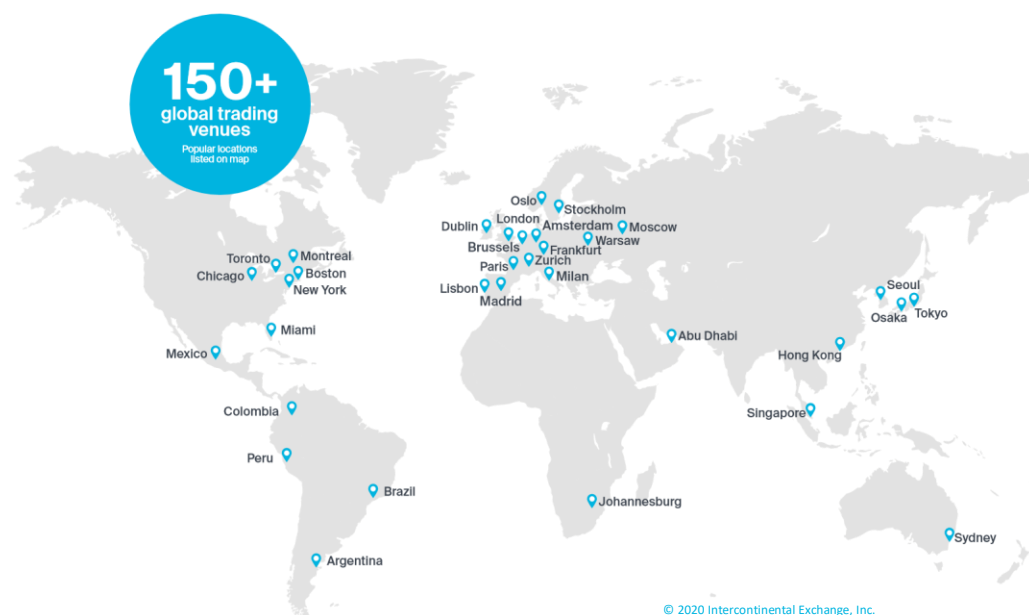 150+
global trading
venues
Popular locations
listed on map
Oslo
Stockholm
London
Dublin
Amsterdam
Moscow
Brussels
Warsaw
Frankfurt
Paris
Zurich
Milan
Lisbon
Madrid
Toronto
Montreal
Chicago
Boston
New York
Miami
Mexico
Colombia
Peru
Brazil
Argentina
Seoul
Osaka
Tokyo
Abu Dhabi
Hong Kong
Singapore
Johannesburg
Sydney
© 2020 Intercontinental Exchange, Inc.